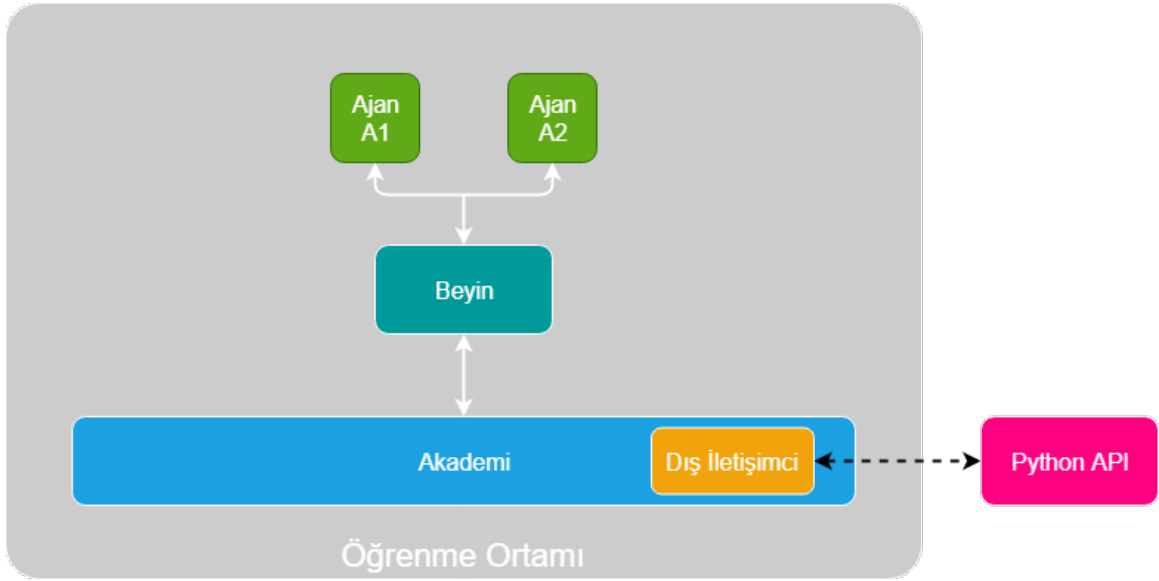 Ajan
A1
Ajan
A2
Beyin
Akademi
Dış İletişimci
Python API
Öğrenme Ortamı